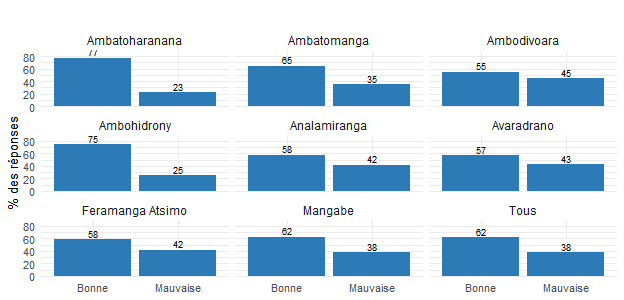 Ambatoharanana Ambatomanga Ambodivoara
80 77 65 55
60 23 35 45
40
20
0
Ambohidrony Analamiranga Avaradrano
80 75 58 57
60 25 42 43
40
20
0
Feramanga Atsimo Mangabe Tous
80 58 62 62
60 42 38 38
40
20
0
Bonne Mauvaise Bonne Mauvaise Bonne Mauvaise
% des réponses